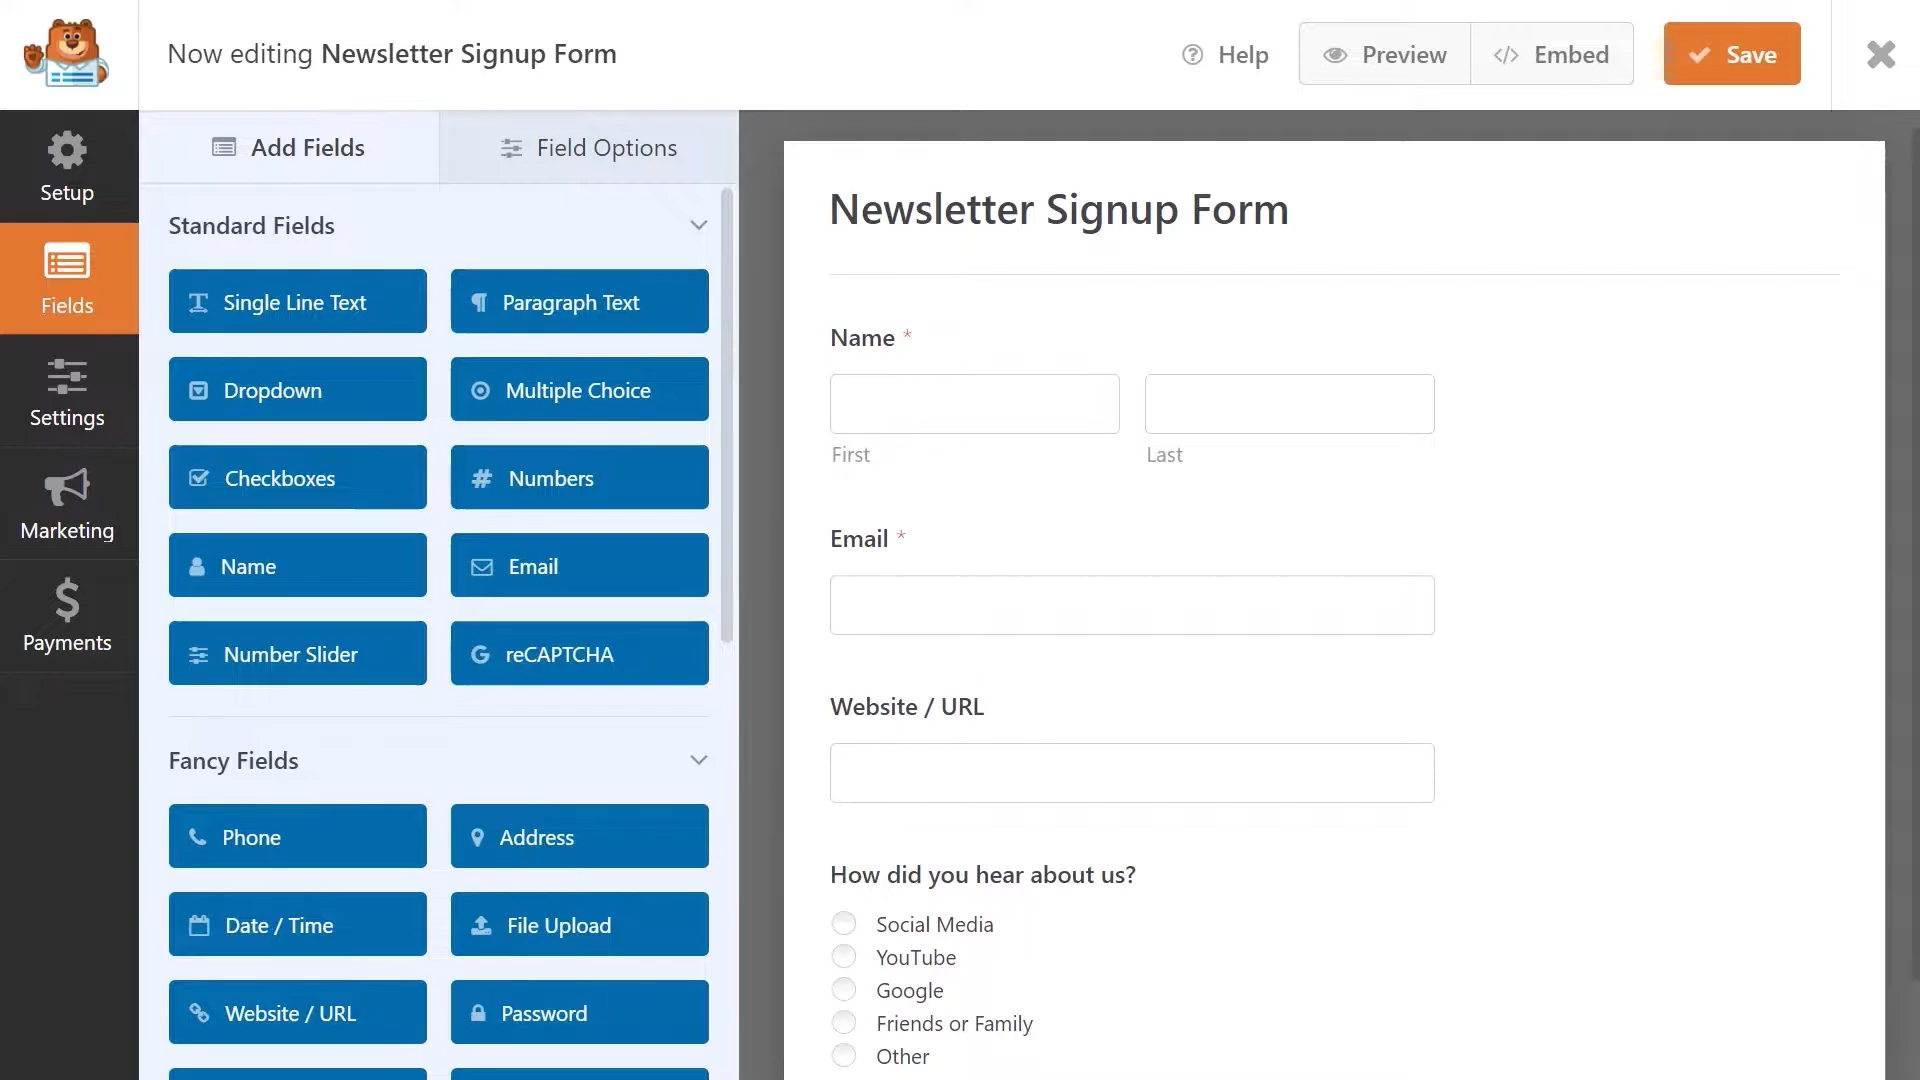 Now editing Newsletter Signup Form
Help
Preview
Embed
Save
Setup
Fields
Settings
Marketing
Payments
Add Fields
Field Options
Standard Fields
Single Line Text
Paragraph Text
Dropdown
Multiple Choice
Checkboxes
Numbers
Name
Email
Number Slider
reCAPTCHA
Fancy Fields
Phone
Address
Date / Time
File Upload
Website / URL
Password
Newsletter Signup Form
Name *
First
Last
Email *
Website / URL
How did you hear about us?
Social Media
YouTube
Google
Friends or Family
Other